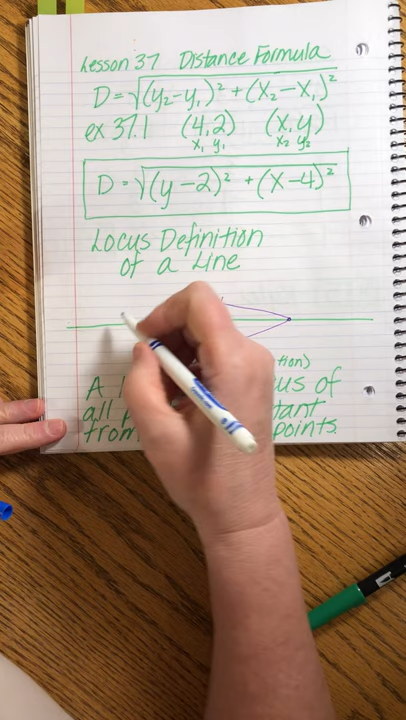 Lesson 37 Distance Formula
D = √(y₂-y₁)² + (x₂-x₁)²
ex 37.1 (4,2) (x,y)
x₁ y₁ x₂ y₂
D = √(y-2)² + (x-4)²
Locus Definition
of a Line
tion)
A us of
all tant
from points.